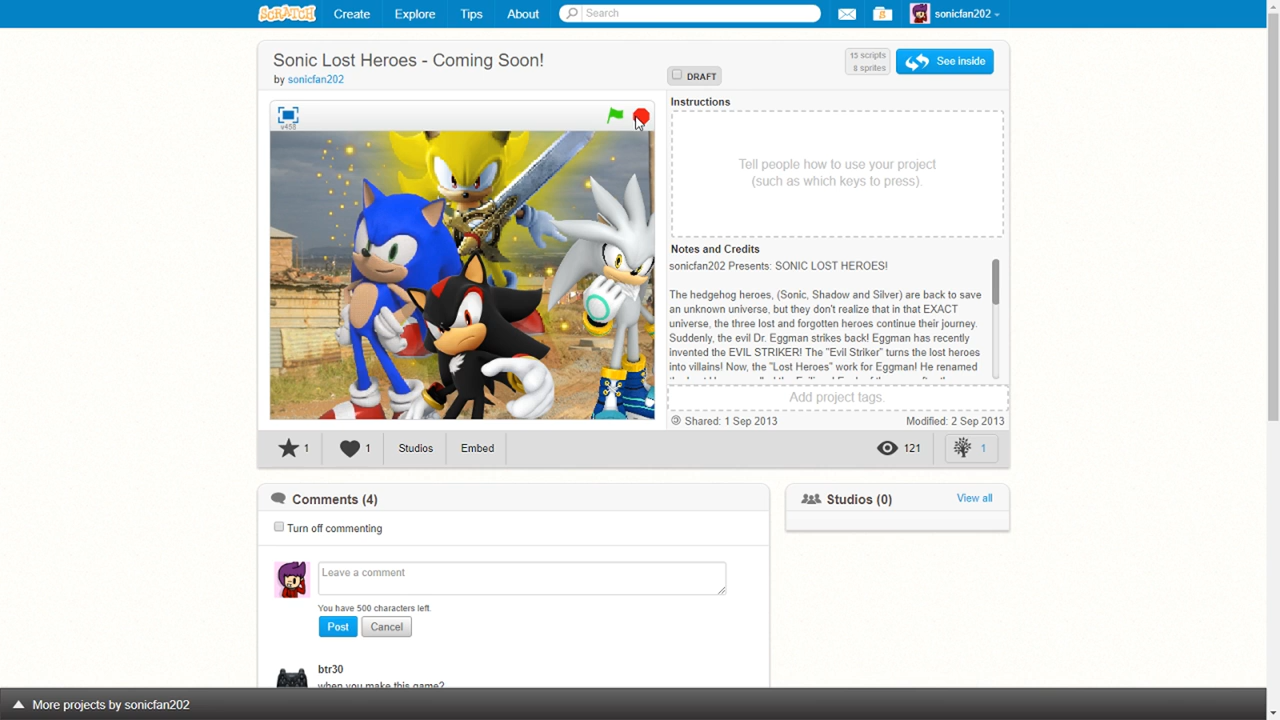 SCRATCH Create Explore Tips About Search S sonicfan202
Sonic Lost Heroes - Coming Soon!
by sonicfan202
15 scripts
8 sprites
See inside
DRAFT
v458
Instructions
Tell people how to use your project
(such as which keys to press).
Notes and Credits
sonicfan202 Presents: SONIC LOST HEROES!
The hedgehog heroes, (Sonic, Shadow and Silver) are back to save
an unknown universe, but they don't realize that in that EXACT
universe, the three lost and forgotten heroes continue their journey.
Suddenly, the evil Dr. Eggman strikes back! Eggman has recently
invented the EVIL STRIKER! The "Evil Striker" turns the lost heroes
into villains! Now, the "Lost Heroes" work for Eggman! He renamed
Add project tags.
Shared: 1 Sep 2013 Modified: 2 Sep 2013
1 1 Studios Embed 121 1
Comments (4)
Turn off commenting
Leave a comment
You have 500 characters left.
Post Cancel
btr30
when you make this game?
Studios (0) View all
More projects by sonicfan202